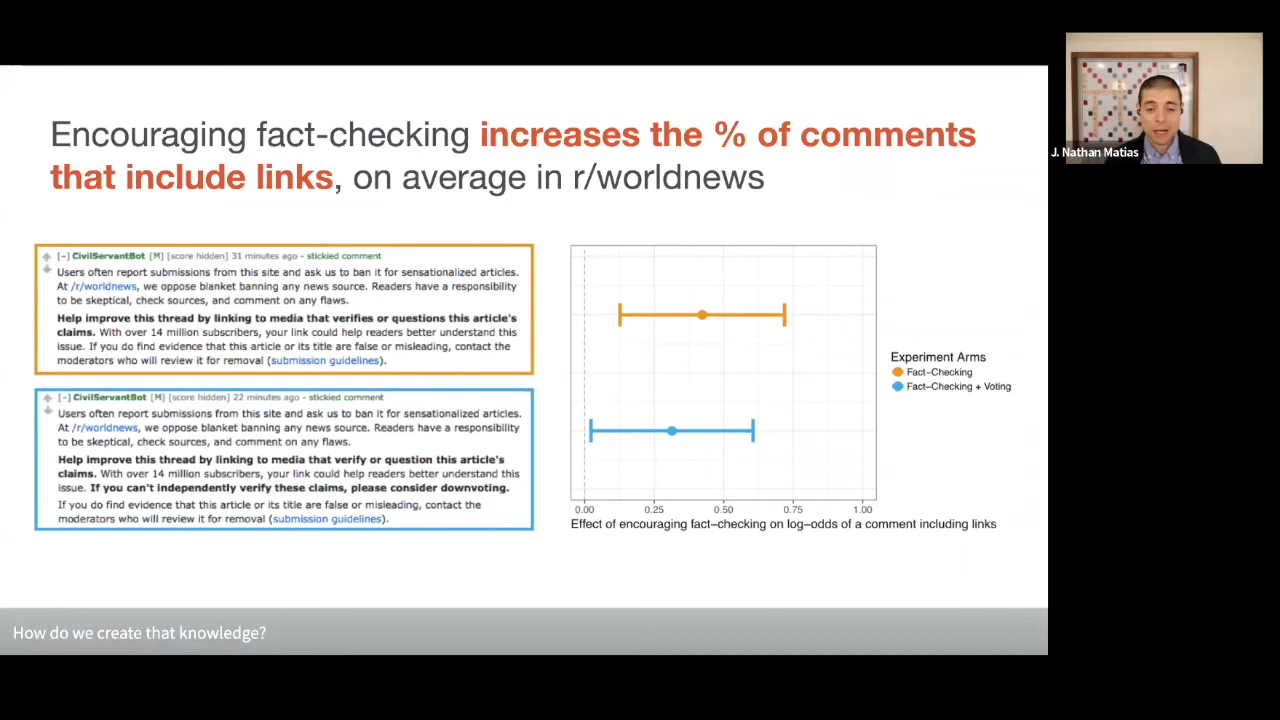 Encouraging fact-checking increases the % of comments
that include links, on average in r/worldnews
[–] CivilServantBot [M] [score hidden] 31 minutes ago - stickied comment
Users often report submissions from this site and ask us to ban it for sensationalized articles.
At /r/worldnews, we oppose blanket banning any news source. Readers have a responsibility
to be skeptical, check sources, and comment on any flaws.
Help improve this thread by linking to media that verifies or questions this article's
claims. With over 14 million subscribers, your link could help readers better understand this
issue. If you do find evidence that this article or its title are false or misleading, contact the
moderators who will review it for removal (submission guidelines).
[–] CivilServantBot [M] [score hidden] 22 minutes ago - stickied comment
Users often report submissions from this site and ask us to ban it for sensationalized articles.
At /r/worldnews, we oppose blanket banning any news source. Readers have a responsibility
to be skeptical, check sources, and comment on any flaws.
Help improve this thread by linking to media that verify or question this article's
claims. With over 14 million subscribers, your link could help readers better understand this
issue. If you can't independently verify these claims, please consider downvoting.
If you do find evidence that this article or its title are false or misleading, contact the
moderators who will review it for removal (submission guidelines).
0.00 0.25 0.50 0.75 1.00
Effect of encouraging fact–checking on log–odds of a comment including links
Experiment Arms
Fact–Checking
Fact–Checking + Voting
J. Nathan Matias
How do we create that knowledge?